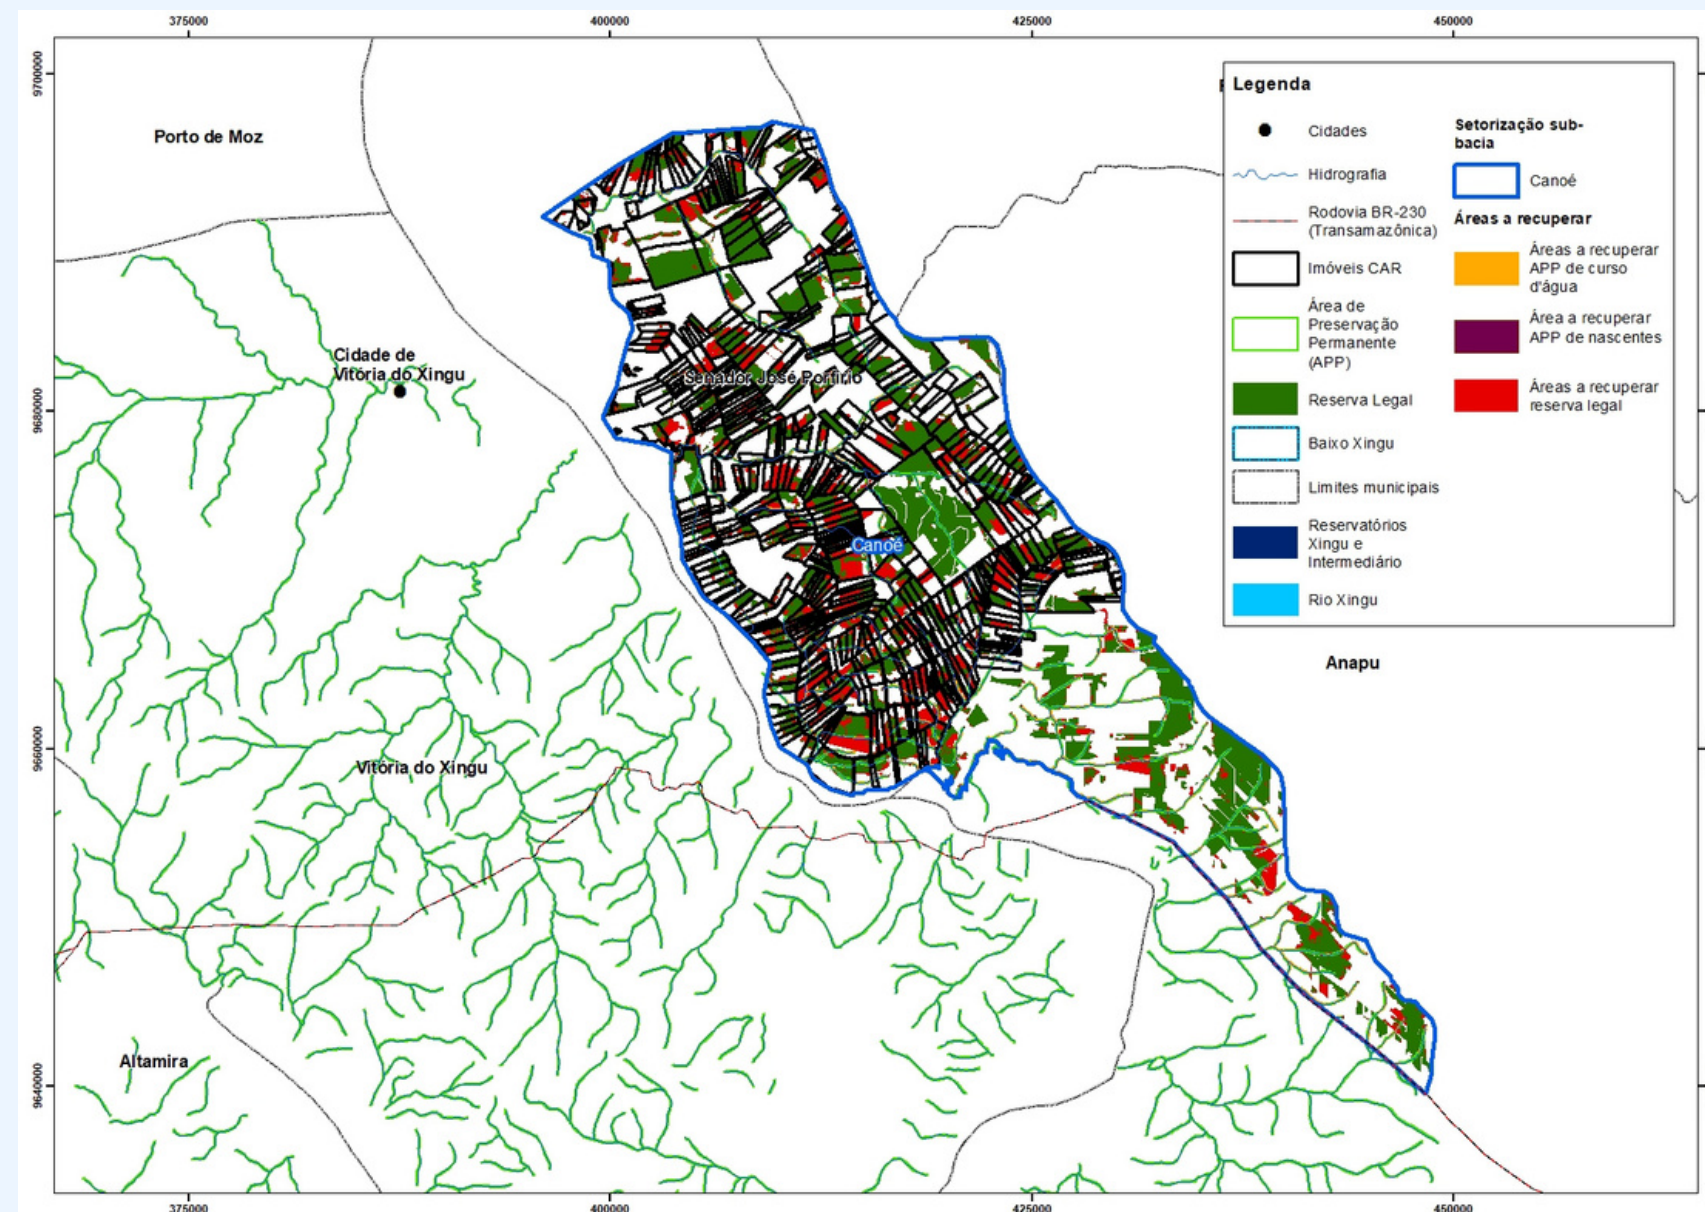 375000
400000
425000
450000
9700000
9680000
9660000
9640000
Porto de Moz
Cidade de
Vitória do Xingu
Senador José Porfírio
Canoé
Vitória do Xingu
Altamira
Anapu
Legenda
Cidades
Hidrografia
Rodovia BR-230
(Transamazônica)
Imóveis CAR
Área de
Preservação
Permanente
(APP)
Reserva Legal
Baixo Xingu
Limites municipais
Reservatórios
Xingu e
Intermediário
Rio Xingu
Setorização sub-
bacia
Canoé
Áreas a recuperar
Áreas a recuperar
APP de curso
d'água
Área a recuperar
APP de nascentes
Áreas a recuperar
reserva legal
375000
400000
425000
450000